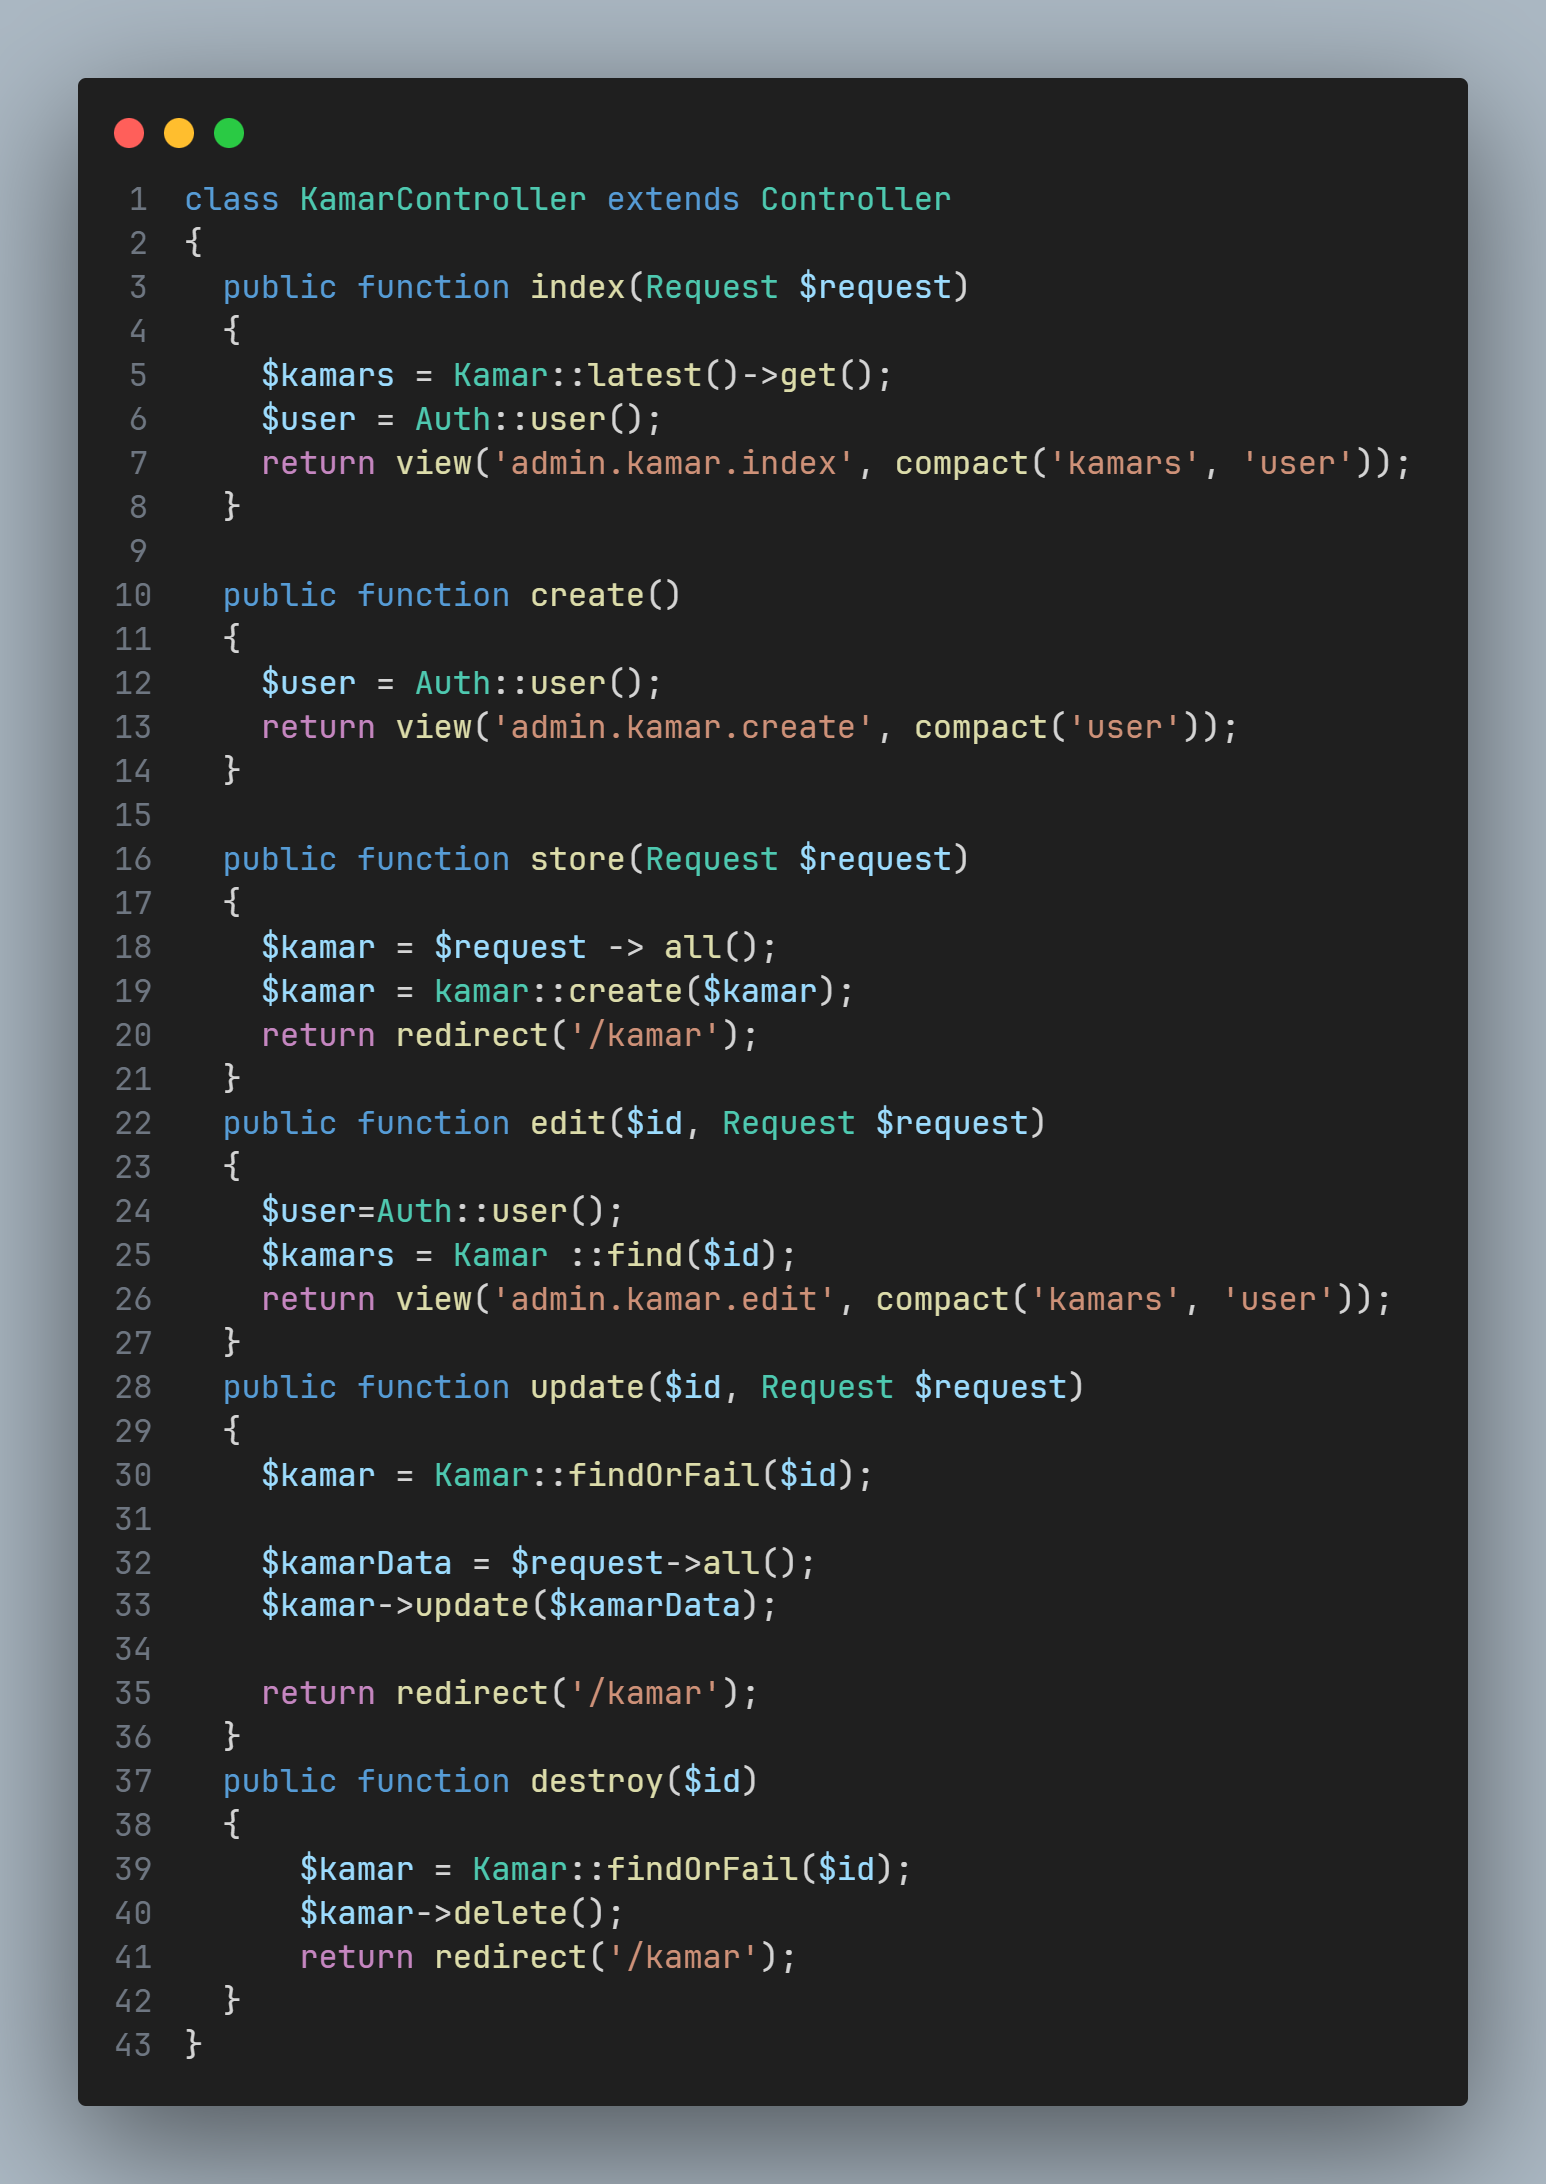 1 class KamarController extends Controller
2 {
3   public function index(Request $request)
4   {
5     $kamars = Kamar::latest()->get();
6     $user = Auth::user();
7     return view('admin.kamar.index', compact('kamars', 'user'));
8   }
9
10   public function create()
11   {
12     $user = Auth::user();
13     return view('admin.kamar.create', compact('user'));
14   }
15
16   public function store(Request $request)
17   {
18     $kamar = $request -> all();
19     $kamar = kamar::create($kamar);
20     return redirect('/kamar');
21   }
22   public function edit($id, Request $request)
23   {
24     $user=Auth::user();
25     $kamars = Kamar ::find($id);
26     return view('admin.kamar.edit', compact('kamars', 'user'));
27   }
28   public function update($id, Request $request)
29   {
30     $kamar = Kamar::findOrFail($id);
31
32     $kamarData = $request->all();
33     $kamar->update($kamarData);
34
35     return redirect('/kamar');
36   }
37   public function destroy($id)
38   {
39       $kamar = Kamar::findOrFail($id);
40       $kamar->delete();
41       return redirect('/kamar');
42   }
43 }